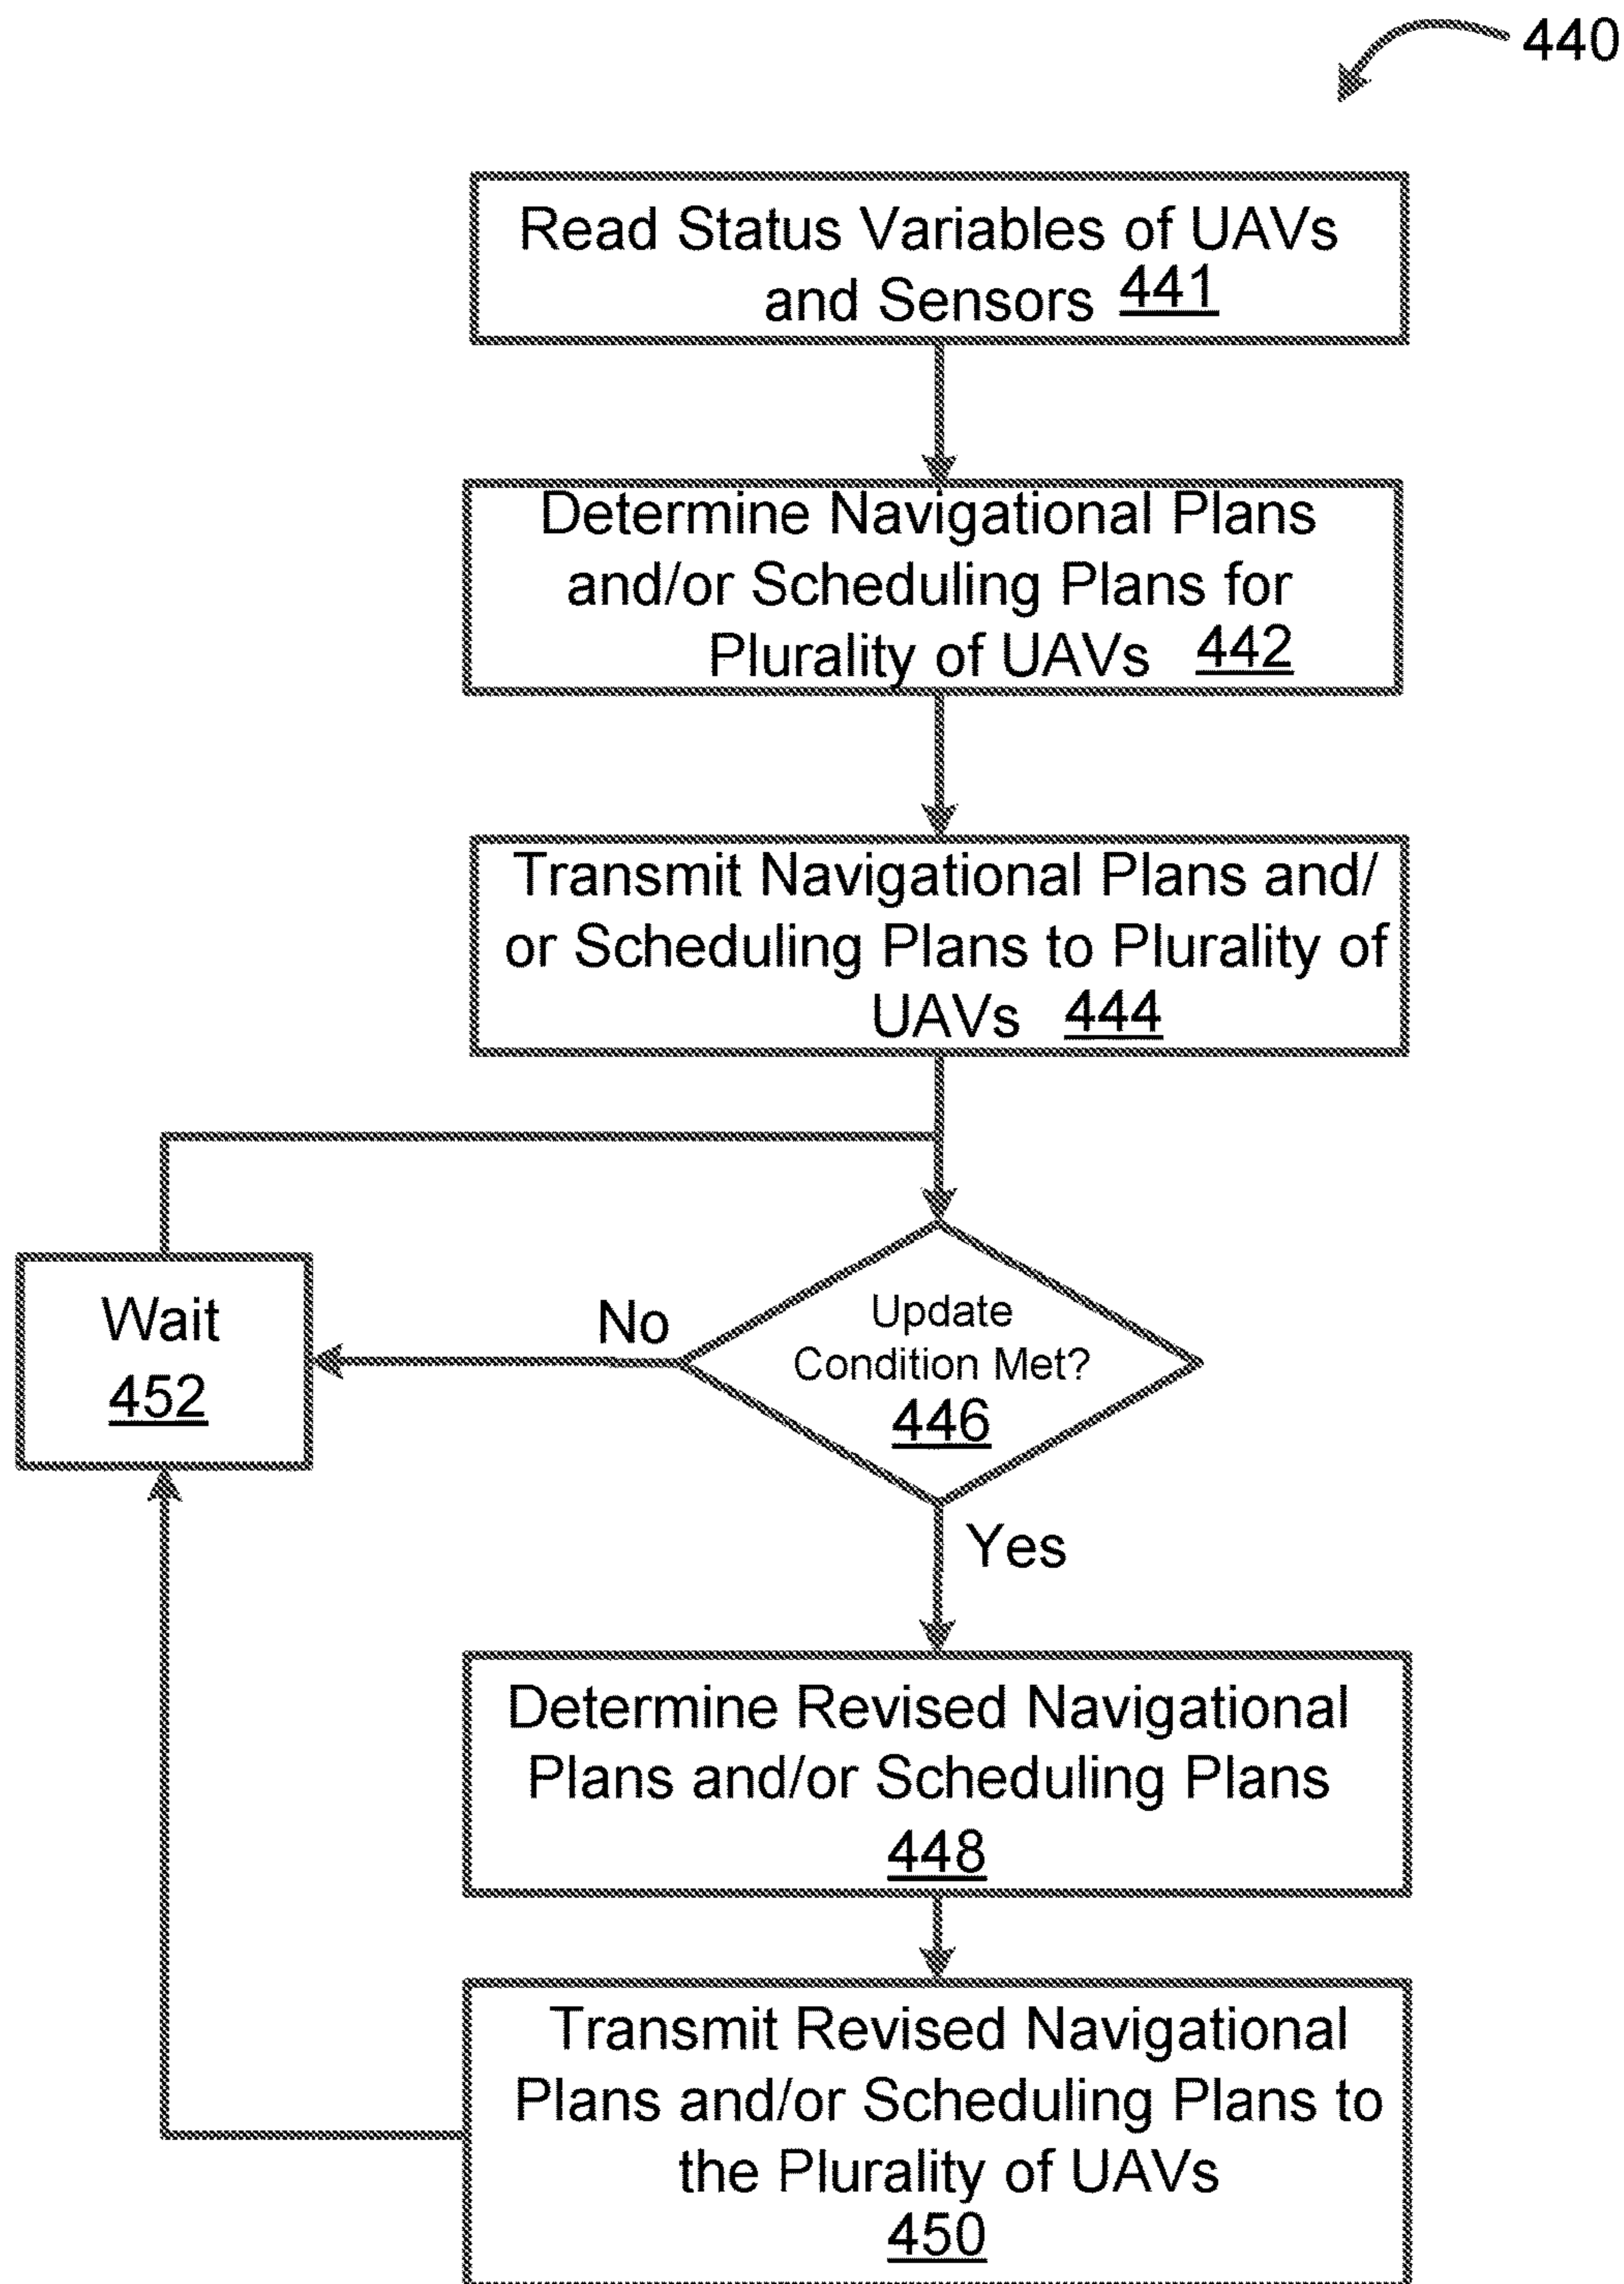 440
Read Status Variables of UAVs
and Sensors 441
Determine Navigational Plans
and/or Scheduling Plans for
Plurality of UAVs 442
Transmit Navigational Plans and/
or Scheduling Plans to Plurality of
UAVs 444
Wait
452
No
Update
Condition Met?
446
Yes
Determine Revised Navigational
Plans and/or Scheduling Plans
448
Transmit Revised Navigational
Plans and/or Scheduling Plans to
the Plurality of UAVs
450